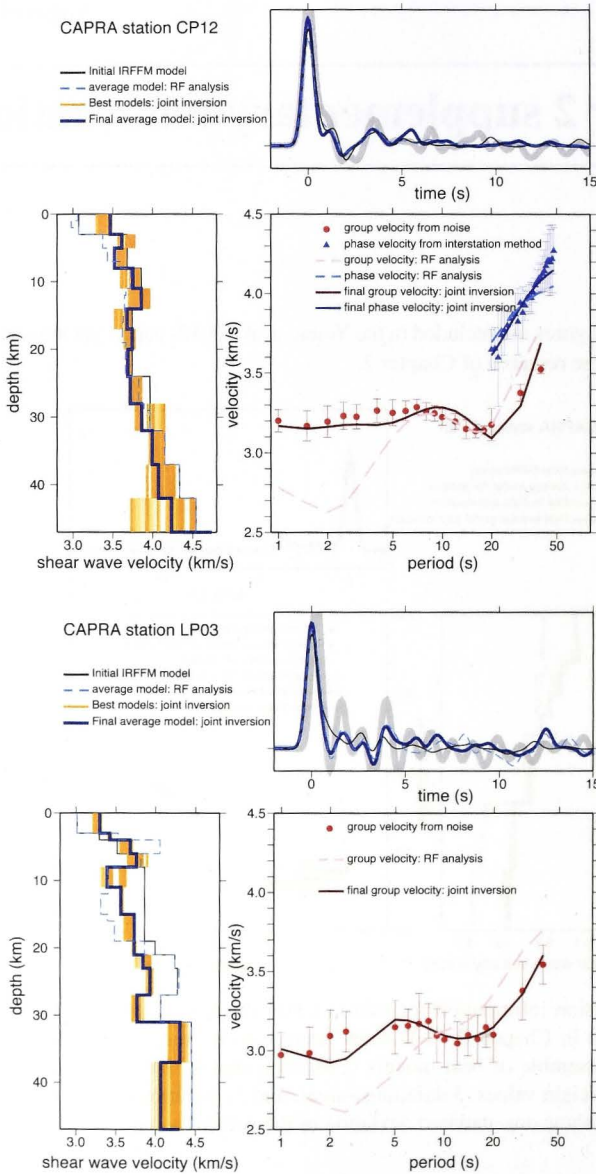 CAPRA station CP12
Initial IRFFM model
average model: RF analysis
Best models: joint inversion
Final average model: joint inversion
0 5 10 15
time (s)
0
10
20
30
40
depth (km)
3.0 3.5 4.0 4.5
shear wave velocity (km/s)
4.5
4.0
3.5
3.0
2.5
velocity (km/s)
group velocity from noise
phase velocity from interstation method
group velocity: RF analysis
phase velocity: RF analysis
final group velocity: joint inversion
final phase velocity: joint inversion
1 2 5 10 20 50
period (s)
CAPRA station LP03
Initial IRFFM model
average model: RF analysis
Best models: joint inversion
Final average model: joint inversion
0 5 10 15
time (s)
0
10
20
30
40
depth (km)
3.0 3.5 4.0 4.5
shear wave velocity (km/s)
4.5
4.0
3.5
3.0
2.5
velocity (km/s)
group velocity from noise
group velocity: RF analysis
final group velocity: joint inversion
1 2 5 10 20 50
period (s)